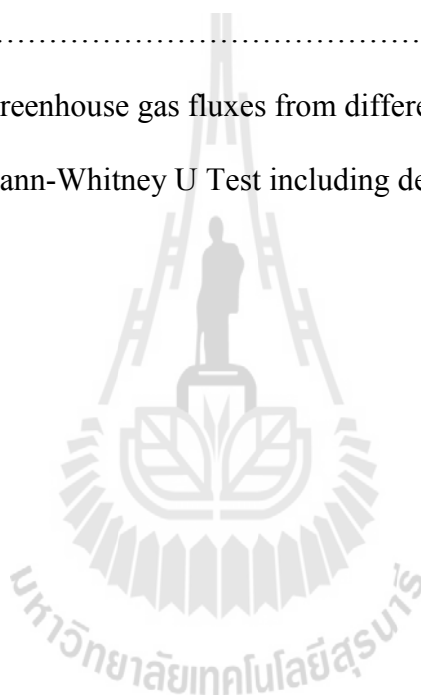 ………………………………………
reenhouse gas fluxes from differe
ann-Whitney U Test including de
มหาวิทยาลัยเทคโนโลยีสุรนารี